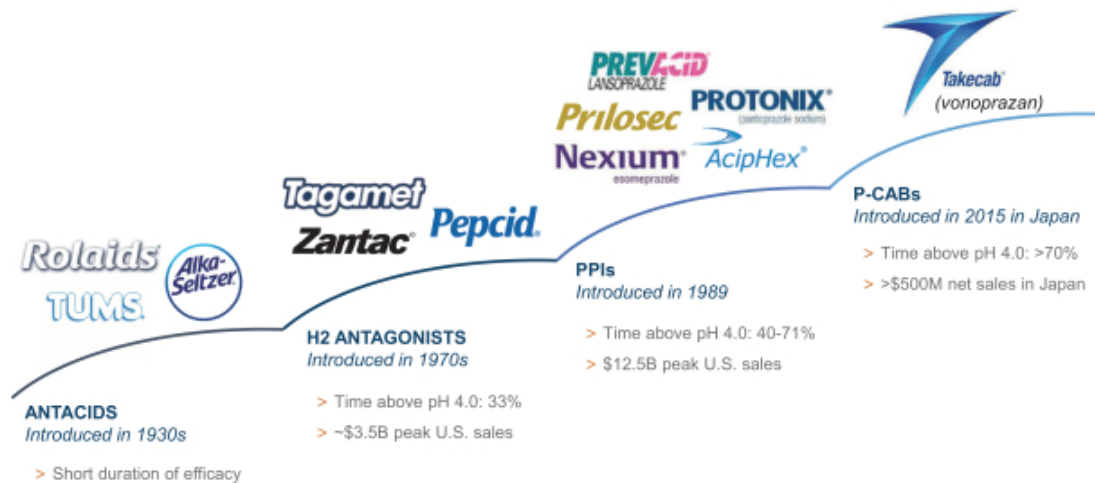 Rolaids
TUMS
Alka-
Seltzer
ANTACIDS
Introduced in 1930s
> Short duration of efficacy
Tagamet
Zantac
Pepcid
H2 ANTAGONISTS
Introduced in 1970s
> Time above pH 4.0: 33%
> ~$3.5B peak U.S. sales
PREVACID®
LANSOPRAZOLE
Prilosec
PROTONIX®
(pantoprazole sodium)
Nexium®
esomeprazole
AcipHex®
PPIs
Introduced in 1989
> Time above pH 4.0: 40-71%
> $12.5B peak U.S. sales
Takecab®
(vonoprazan)
P-CABs
Introduced in 2015 in Japan
> Time above pH 4.0: >70%
> >$500M net sales in Japan